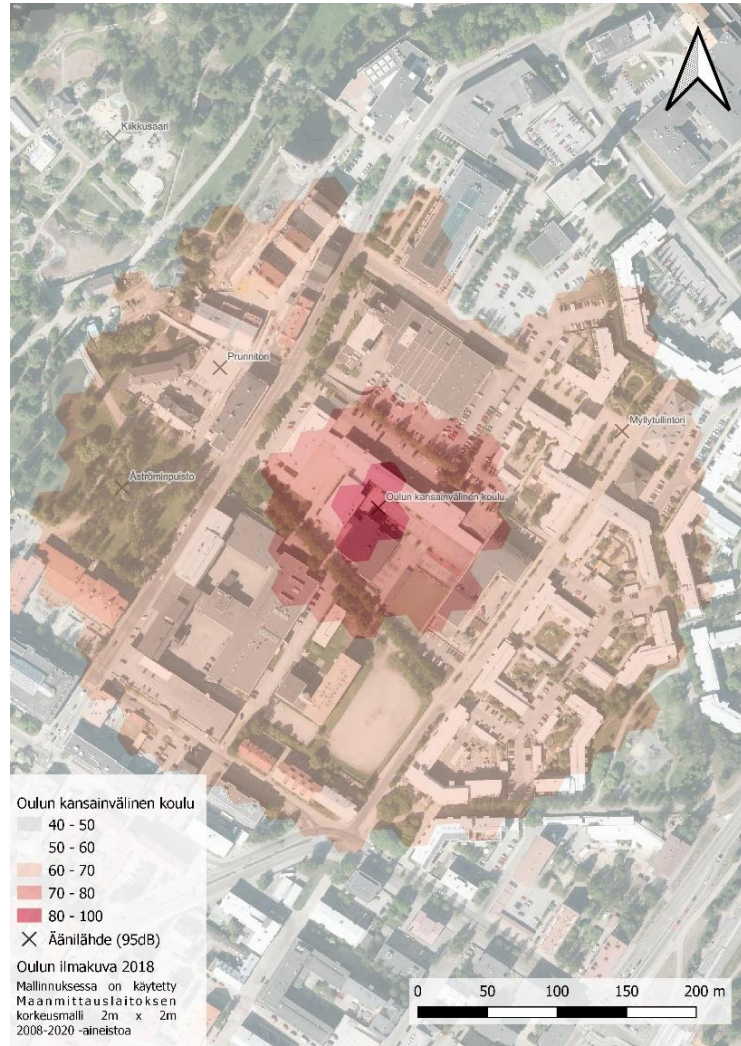 Kiikkusaari
Prunnitori
Myllytullintori
Åströminpuisto
Oulun kansainvälinen koulu
Oulun kansainvälinen koulu
40 - 50
50 - 60
60 - 70
70 - 80
80 - 100
Äänilähde (95dB)
Oulun ilmakuva 2018
Mallinnuksessa on käytetty
Maanmittauslaitoksen
korkeusmalli 2m x 2m
2008-2020 -aineistoa
0 50 100 150 200 m